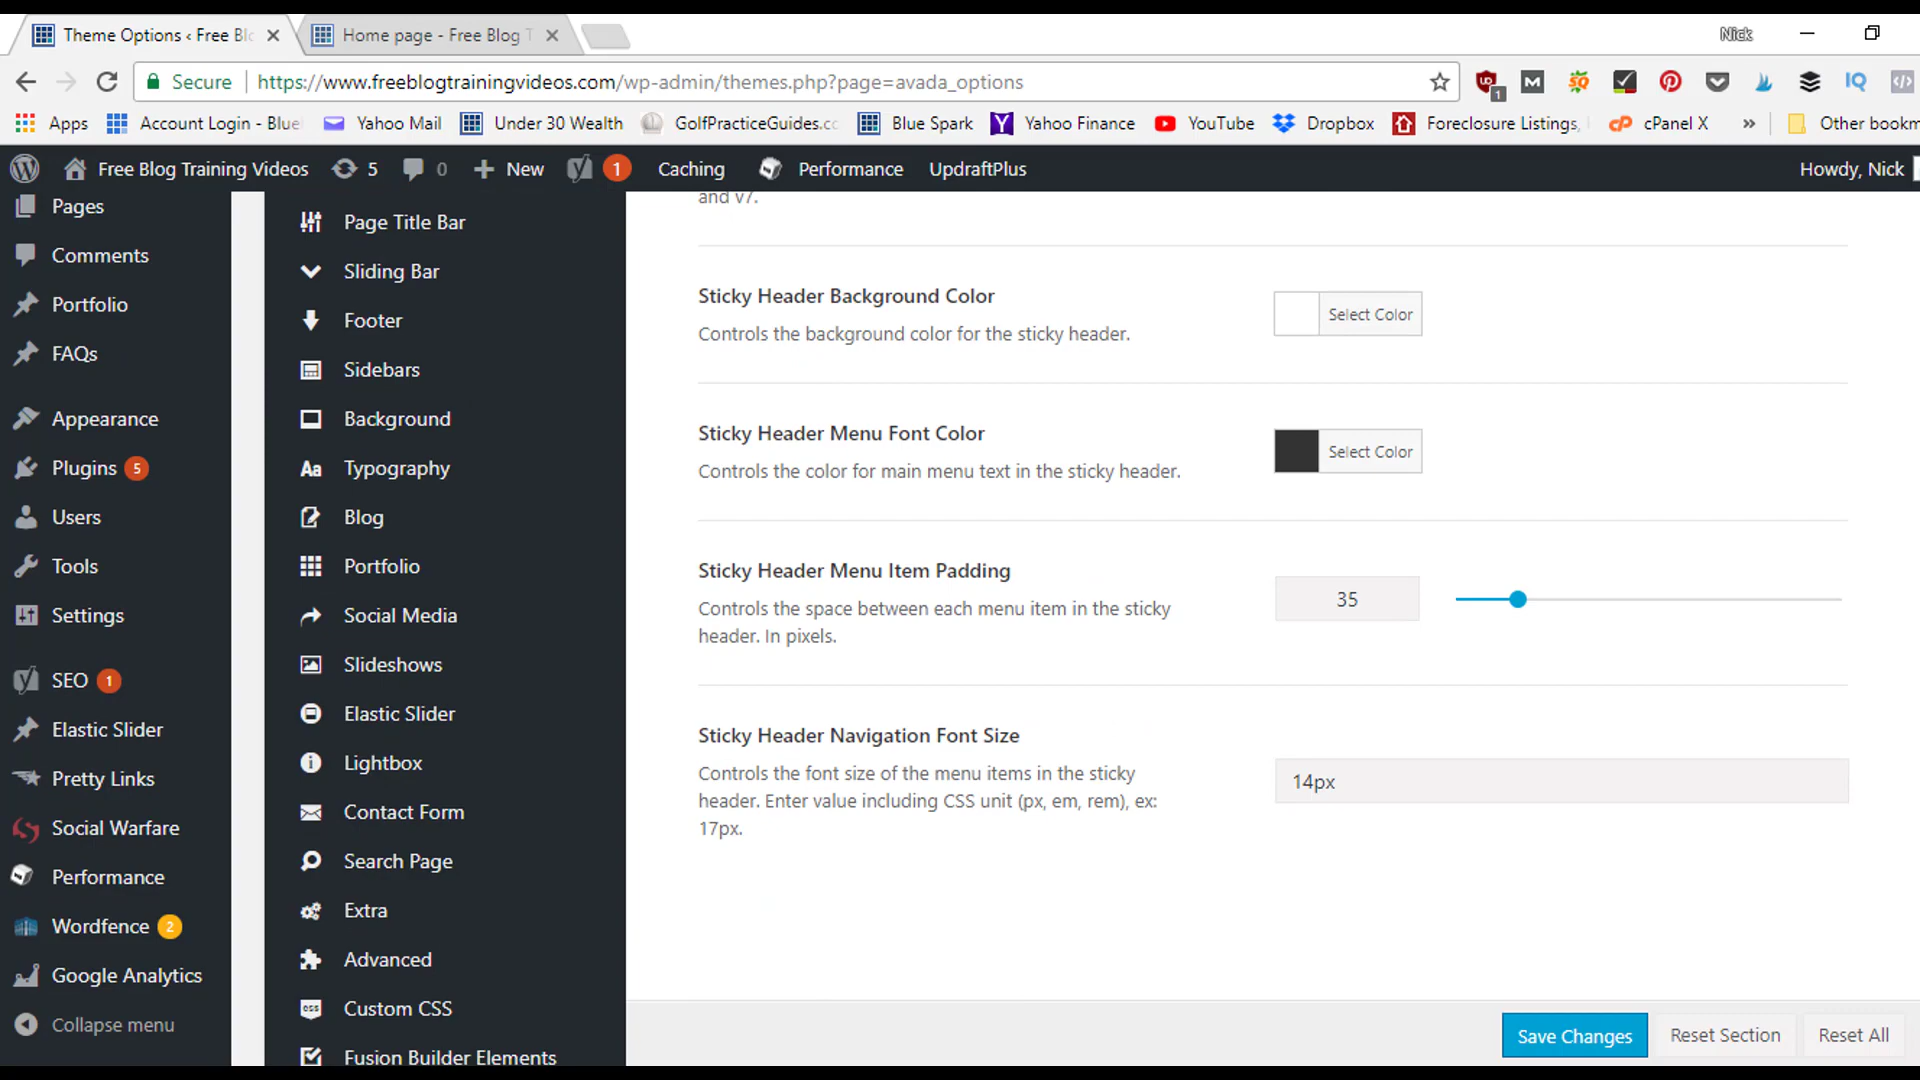 Theme Options ‹ Free Bl
Home page - Free Blog T
Nick
Secure
https://www.freeblogtrainingvideos.com/wp-admin/themes.php?page=avada_options
Apps
Account Login - Blue
Yahoo Mail
Under 30 Wealth
GolfPracticeGuides.cc
Blue Spark
Yahoo Finance
YouTube
Dropbox
Foreclosure Listings,
cPanel X
»
Other bookm
Free Blog Training Videos
5
0
New
1
Caching
Performance
UpdraftPlus
Howdy, Nick
Pages
Comments
Portfolio
FAQs
Appearance
Plugins 5
Users
Tools
Settings
SEO 1
Elastic Slider
Pretty Links
Social Warfare
Performance
Wordfence 2
Google Analytics
Collapse menu
Page Title Bar
Sliding Bar
Footer
Sidebars
Background
Aa Typography
Blog
Portfolio
Social Media
Slideshows
Elastic Slider
Lightbox
Contact Form
Search Page
Extra
Advanced
Custom CSS
Fusion Builder Elements
and v7.
Sticky Header Background Color
Controls the background color for the sticky header.
Select Color
Sticky Header Menu Font Color
Controls the color for main menu text in the sticky header.
Select Color
Sticky Header Menu Item Padding
Controls the space between each menu item in the sticky
header. In pixels.
35
Sticky Header Navigation Font Size
Controls the font size of the menu items in the sticky
header. Enter value including CSS unit (px, em, rem), ex:
17px.
14px
Save Changes
Reset Section
Reset All